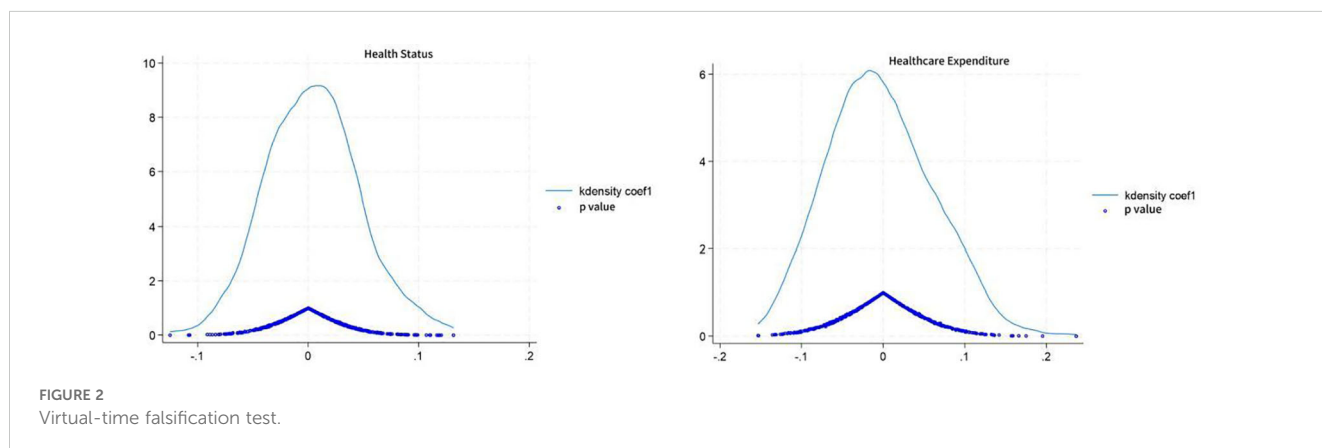 Health Status
10
8
6
4
2
0
-.1 0 .1 .2
kdensity coef1
p value
Healthcare Expenditure
6
4
2
0
-.2 -.1 0 .1 .2
kdensity coef1
p value
FIGURE 2
Virtual-time falsification test.